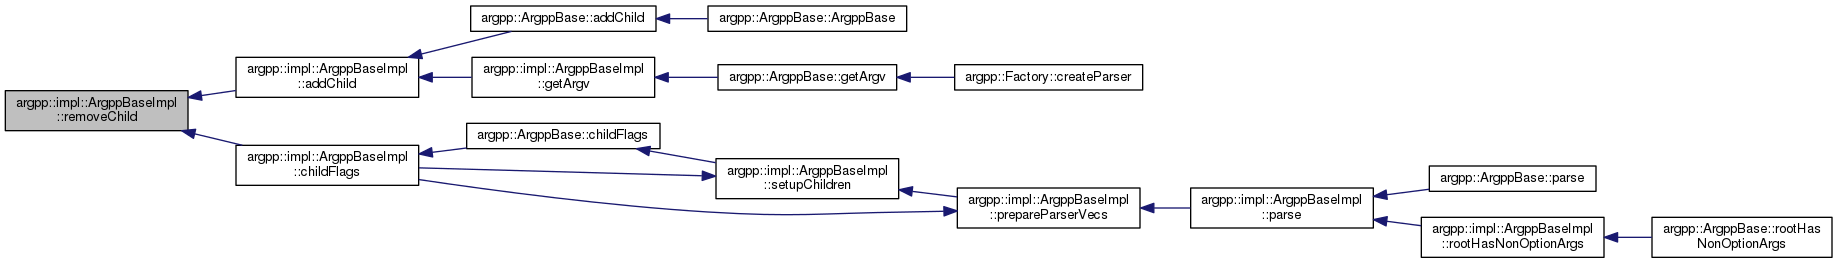 argpp::impl::ArgppBaseImpl
::removeChild
argpp::impl::ArgppBaseImpl
::addChild
argpp::ArgppBase::addChild
argpp::ArgppBase::ArgppBase
argpp::impl::ArgppBaseImpl
::getArgv
argpp::ArgppBase::getArgv
argpp::Factory::createParser
argpp::impl::ArgppBaseImpl
::childFlags
argpp::ArgppBase::childFlags
argpp::impl::ArgppBaseImpl
::setupChildren
argpp::impl::ArgppBaseImpl
::prepareParserVecs
argpp::impl::ArgppBaseImpl
::parse
argpp::ArgppBase::parse
argpp::impl::ArgppBaseImpl
::rootHasNonOptionArgs
argpp::ArgppBase::rootHas
NonOptionArgs